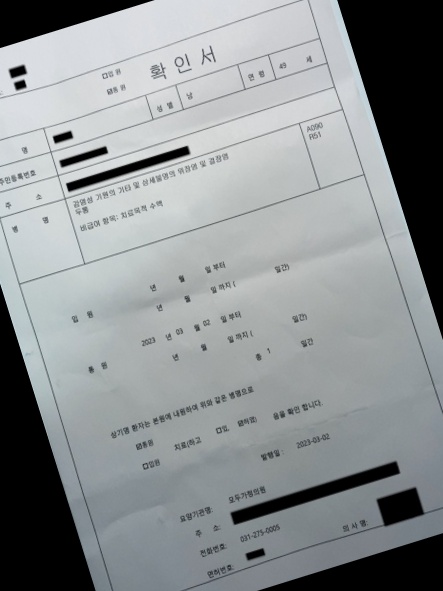 ☐입원
☑통원
확 인 서
명
성 별 남
연 령 49 세
주민등록번호
주 소
병 명
감염성 기원의 기타 및 상세불명의 위장염 및 결장염 A090
두통 R51
비급여 항목: 치료목적 수액
입 원 년 월 일 부터
년 월 일 까지 ( 일간)
통 원 2023 년 03 월 02 일 부터
년 월 일 까지 ( 일간)
총 1 일간
상기명 환자는 본원에 내원하여 위와 같은 병명으로
☑통원
☐입원
치료(하고 ☐있, ☑하였) 음을 확인 합니다.
발행일 : 2023-03-02
요양기관명: 모두가정의원
주 소:
전화번호: 031-275-0005
면허번호: 의 사 명: